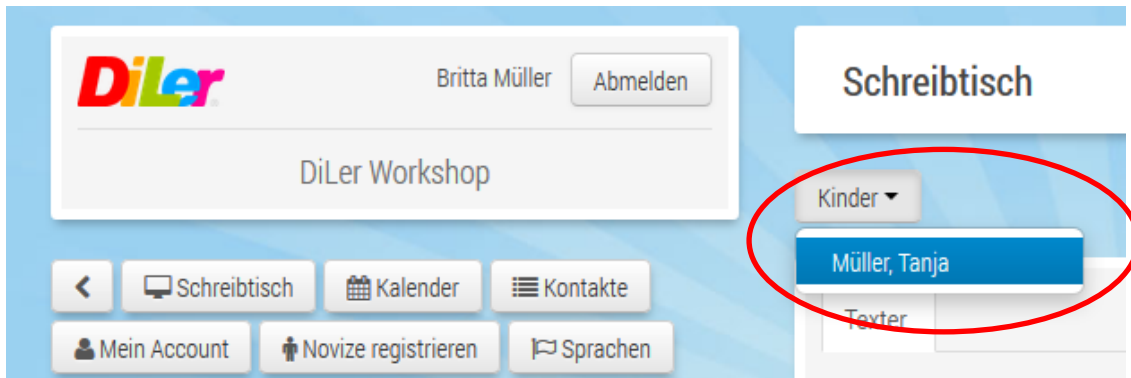 DiLer
Britta Müller
Abmelden
DiLer Workshop
Schreibtisch
Kalender
Kontakte
Mein Account
Novize registrieren
Sprachen
Schreibtisch
Kinder
Müller, Tanja
Texter